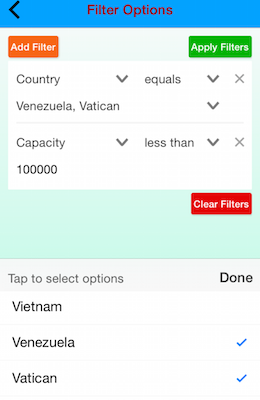 Filter Options
Add Filter Apply Filters
Country equals
Venezuela, Vatican
Capacity less than
100000
Clear Filters
Tap to select options Done
Vietnam
Venezuela
Vatican